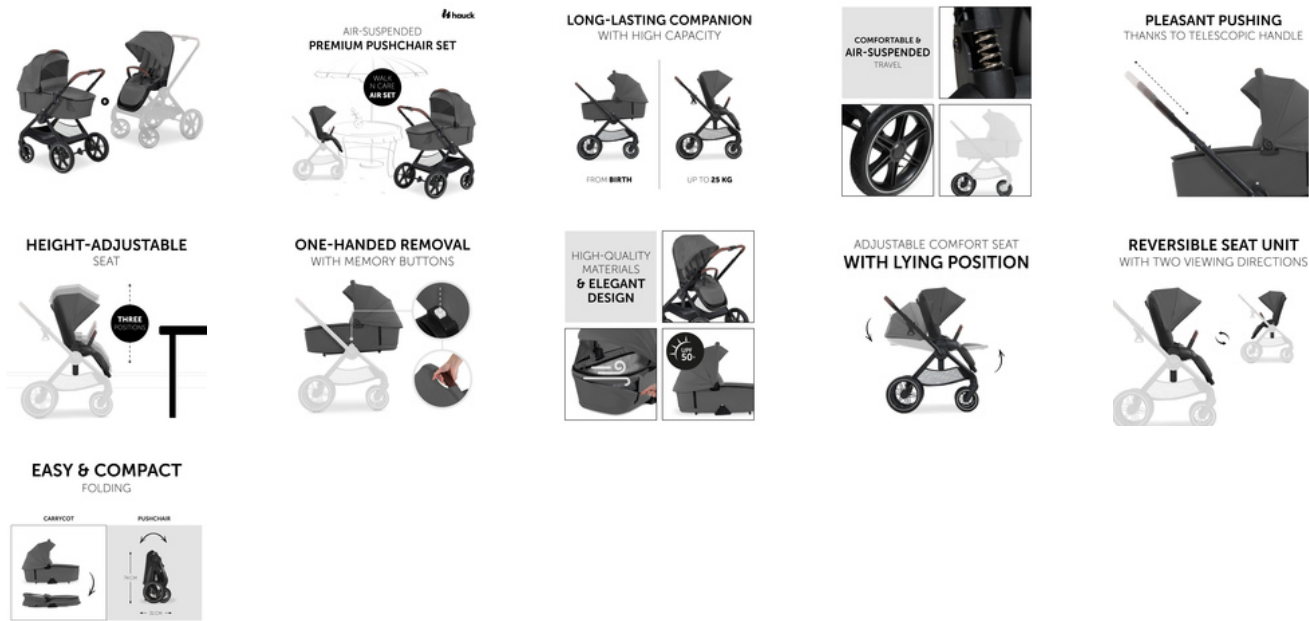 hauck
AIR-SUSPENDED
PREMIUM PUSHCHAIR SET
WALK
N CARE
AIR SET
LONG-LASTING COMPANION
WITH HIGH CAPACITY
FROM BIRTH
UP TO 25 KG
COMFORTABLE &
AIR-SUSPENDED
TRAVEL
PLEASANT PUSHING
THANKS TO TELESCOPIC HANDLE
HEIGHT-ADJUSTABLE
SEAT
THREE
POSITIONS
ONE-HANDED REMOVAL
WITH MEMORY BUTTONS
HIGH-QUALITY
MATERIALS
& ELEGANT
DESIGN
UPF
50+
ADJUSTABLE COMFORT SEAT
WITH LYING POSITION
REVERSIBLE SEAT UNIT
WITH TWO VIEWING DIRECTIONS
EASY & COMPACT
FOLDING
CARRYCOT
PUSHCHAIR